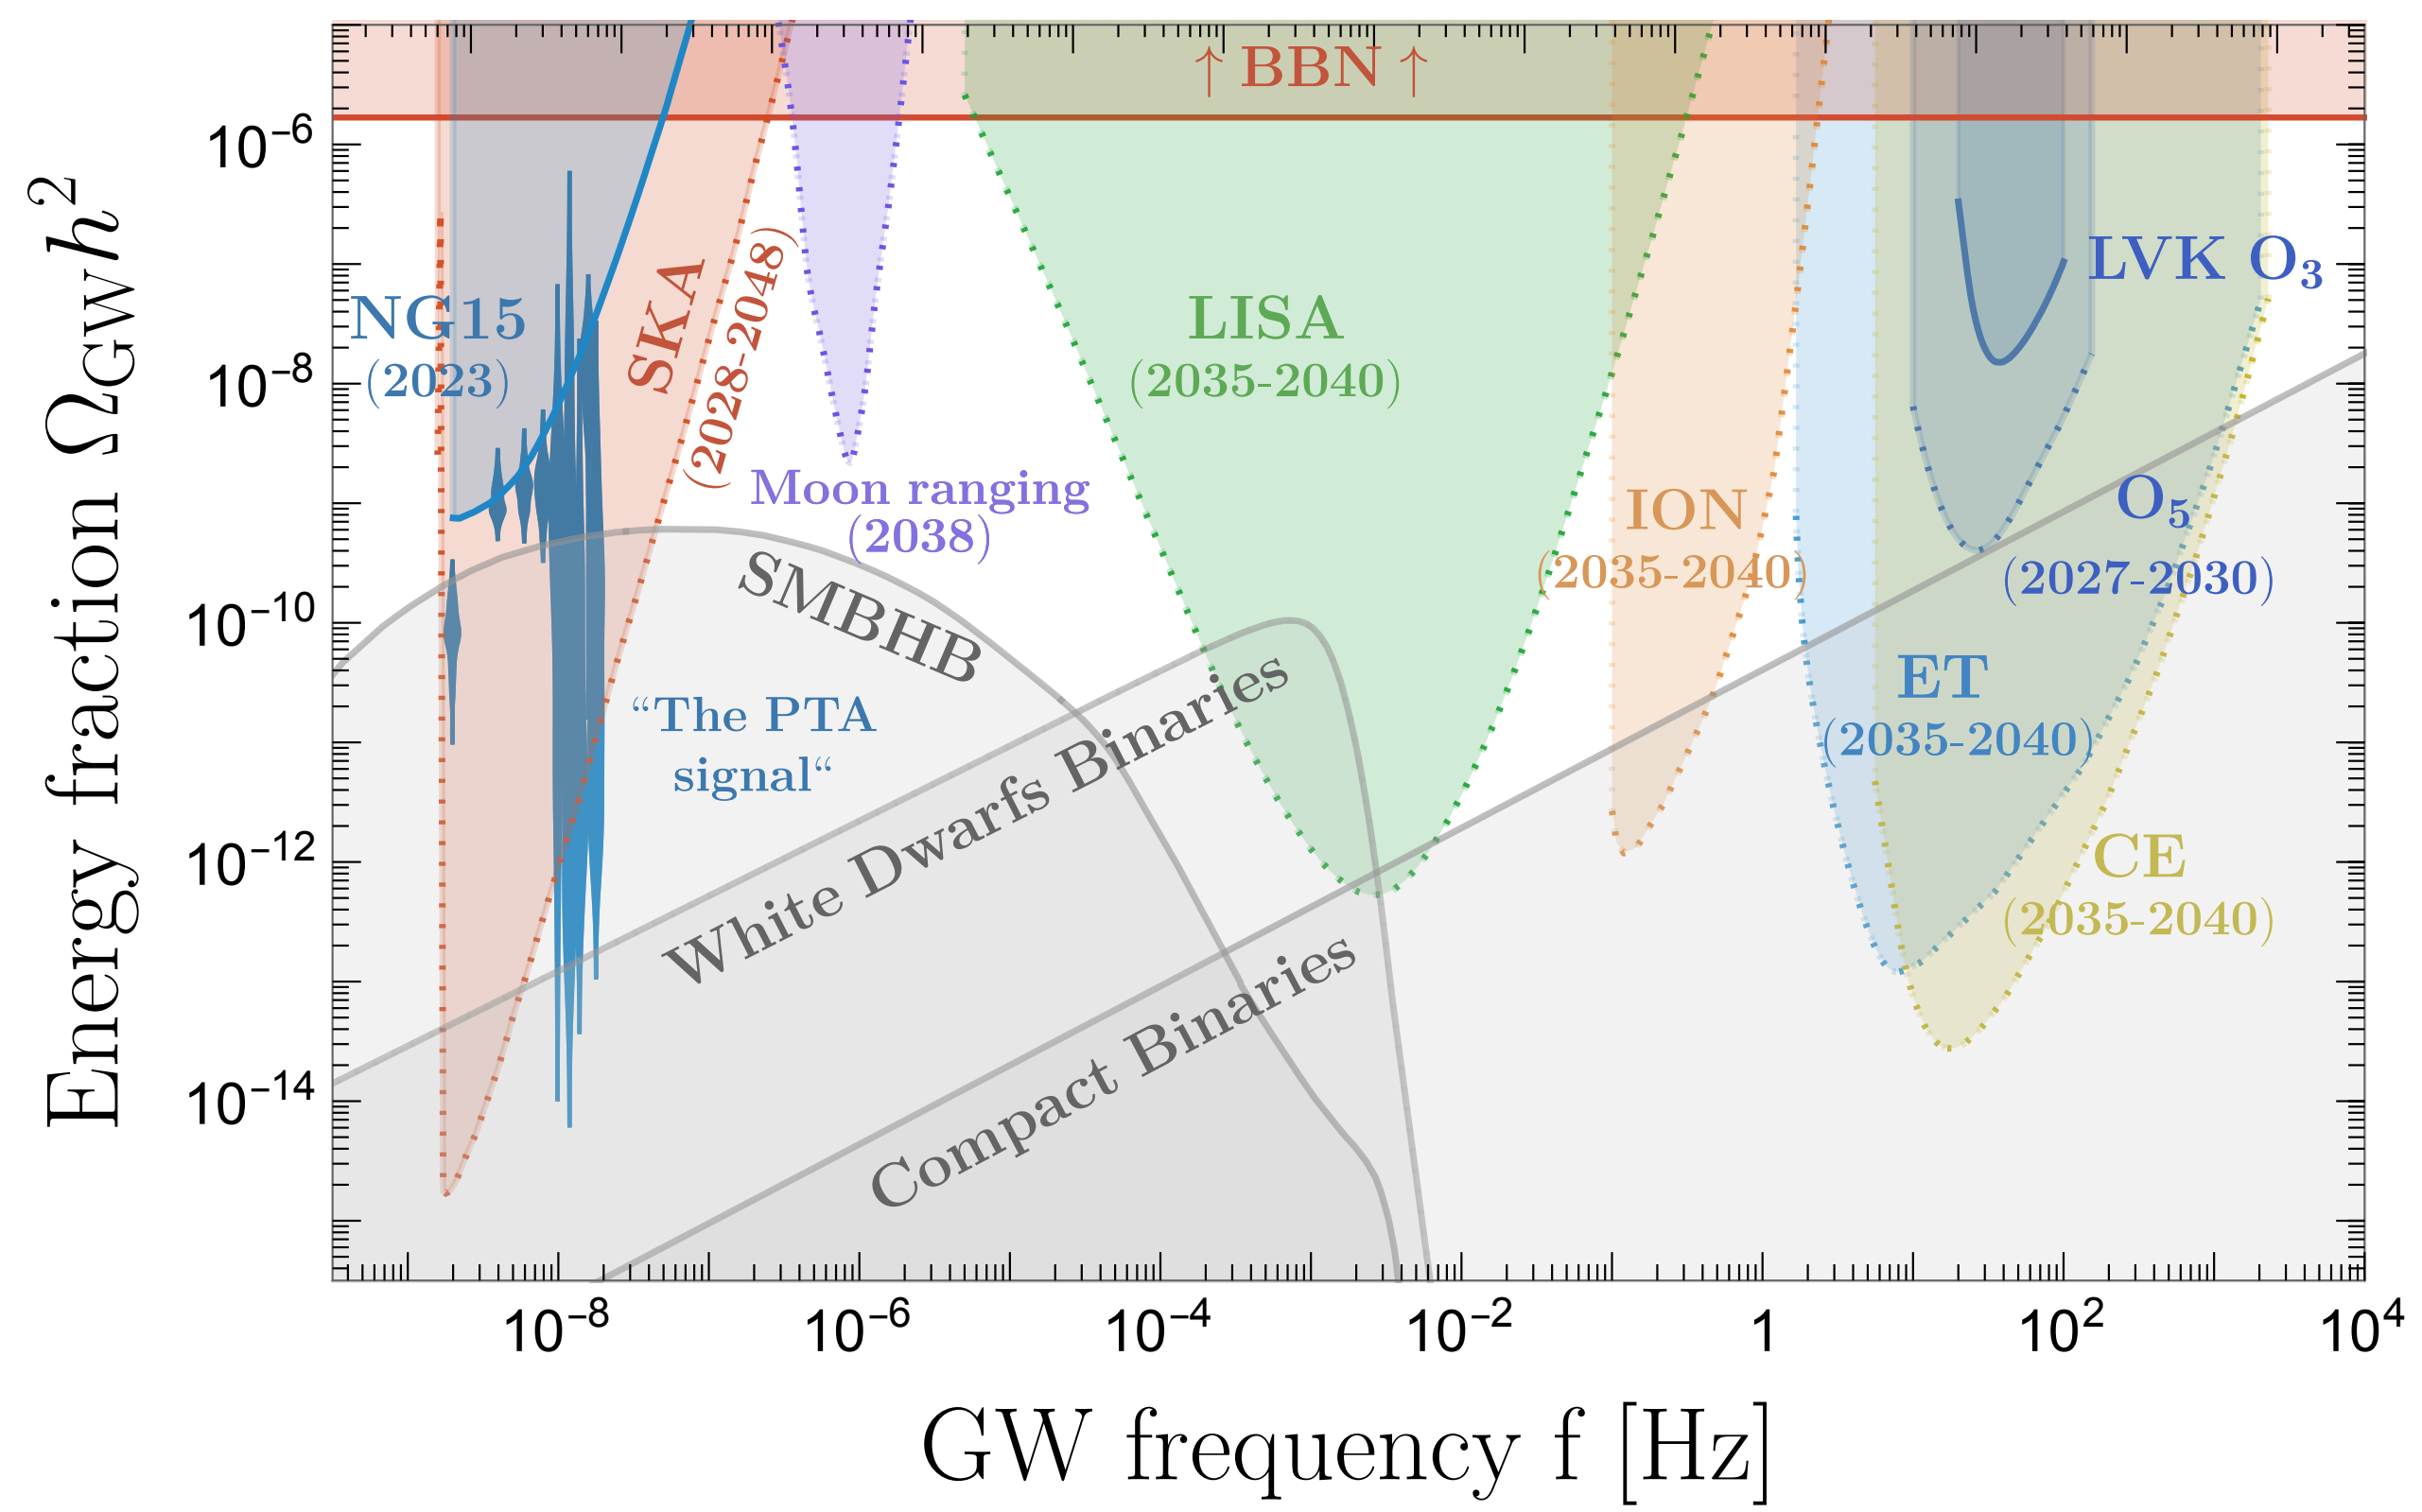 Energy fraction Ω_GW h²
10⁻⁶
10⁻⁸
10⁻¹⁰
10⁻¹²
10⁻¹⁴
↑ BBN ↑
NG15
(2023)
SKA
(2028-2048)
Moon ranging
(2038)
LISA
(2035-2040)
ION
(2035-2040)
LVK O₃
O₅
(2027-2030)
ET
(2035-2040)
CE
(2035-2040)
SMBHB
“The PTA
signal“
White Dwarfs Binaries
Compact Binaries
10⁻⁸ 10⁻⁶ 10⁻⁴ 10⁻² 1 10² 10⁴
GW frequency f [Hz]